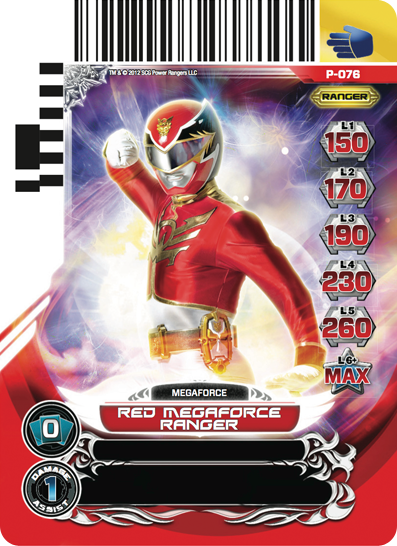 TM & © 2012 SCG Power Rangers LLC
P-076
RANGER
L1
150
L2
170
L3
190
L4
230
L5
260
L6+
MAX
MEGAFORCE
RED MEGAFORCE
RANGER
0
DAMAGE
1
ASSIST